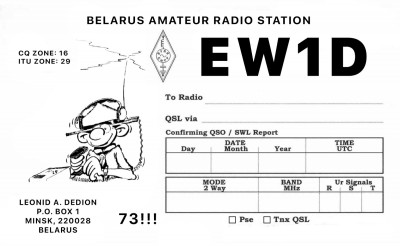 BELARUS AMATEUR RADIO STATION
CQ ZONE: 16
ITU ZONE: 29
EW1D
To Radio
QSL via
Confirming QSO / SWL Report
DATE TIME
Day Month Year UTC
MODE BAND Ur Signals
2 Way MHz R S T
LEONID A. DEDION
P.O. BOX 1
MINSK, 220028
BELARUS
73!!!
Pse Tnx QSL